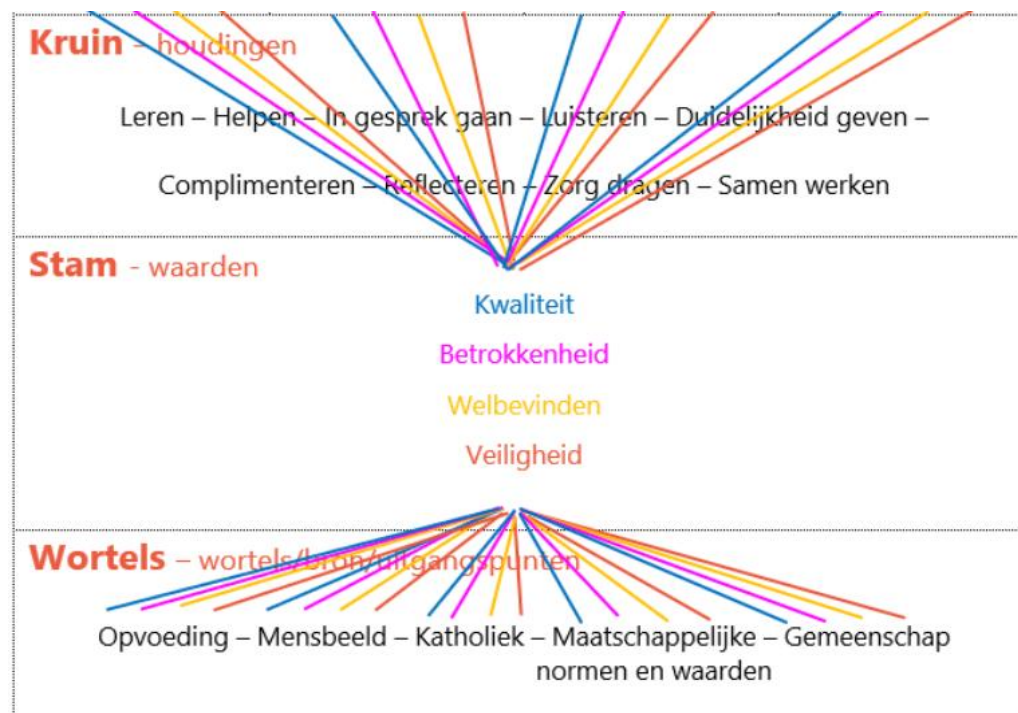 Kruin – houdingen
Leren – Helpen – In gesprek gaan – Luisteren – Duidelijkheid geven –
Complimenteren – Reflecteren – Zorg dragen – Samen werken
Stam - waarden
Kwaliteit
Betrokkenheid
Welbevinden
Veiligheid
Wortels – wortels/bron/uitgangspunten
Opvoeding – Mensbeeld – Katholiek – Maatschappelijke – Gemeenschap
normen en waarden